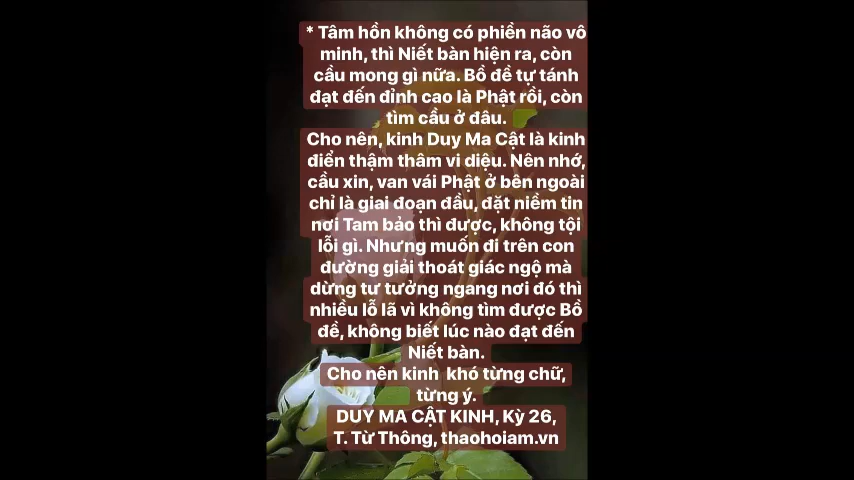 * Tâm hồn không có phiền não vô
minh, thì Niết bàn hiện ra, còn
cầu mong gì nữa. Bồ đề tự tánh
đạt đến đỉnh cao là Phật rồi, còn
tìm cầu ở đâu.
Cho nên, kinh Duy Ma Cật là kinh
điển thậm thâm vi diệu. Nên nhớ,
cầu xin, van vái Phật ở bên ngoài
chỉ là giai đoạn đầu, đặt niềm tin
nơi Tam bảo thì được, không tội
lỗi gì. Nhưng muốn đi trên con
đường giải thoát giác ngộ mà
dừng tư tưởng ngang nơi đó thì
nhiều lỗ lã vì không tìm được Bồ
đề, không biết lúc nào đạt đến
Niết bàn.
Cho nên kinh khó từng chữ,
từng ý.
DUY MA CẬT KINH, Kỳ 26,
T. Từ Thông, thaohoiam.vn